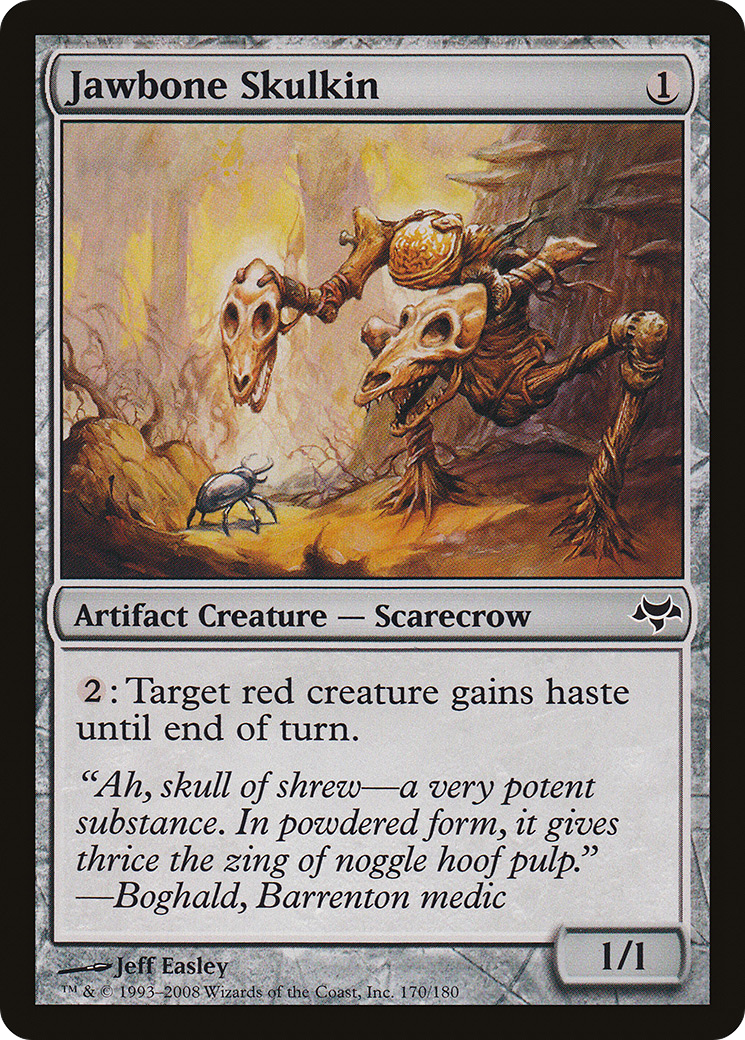 Jawbone Skulkin 1
Artifact Creature — Scarecrow
2: Target red creature gains haste
until end of turn.
“Ah, skull of shrew—a very potent
substance. In powdered form, it gives
thrice the zing of noggle hoof pulp.”
—Boghald, Barrenton medic
1/1
Jeff Easley
™ & © 1993–2008 Wizards of the Coast, Inc. 170/180